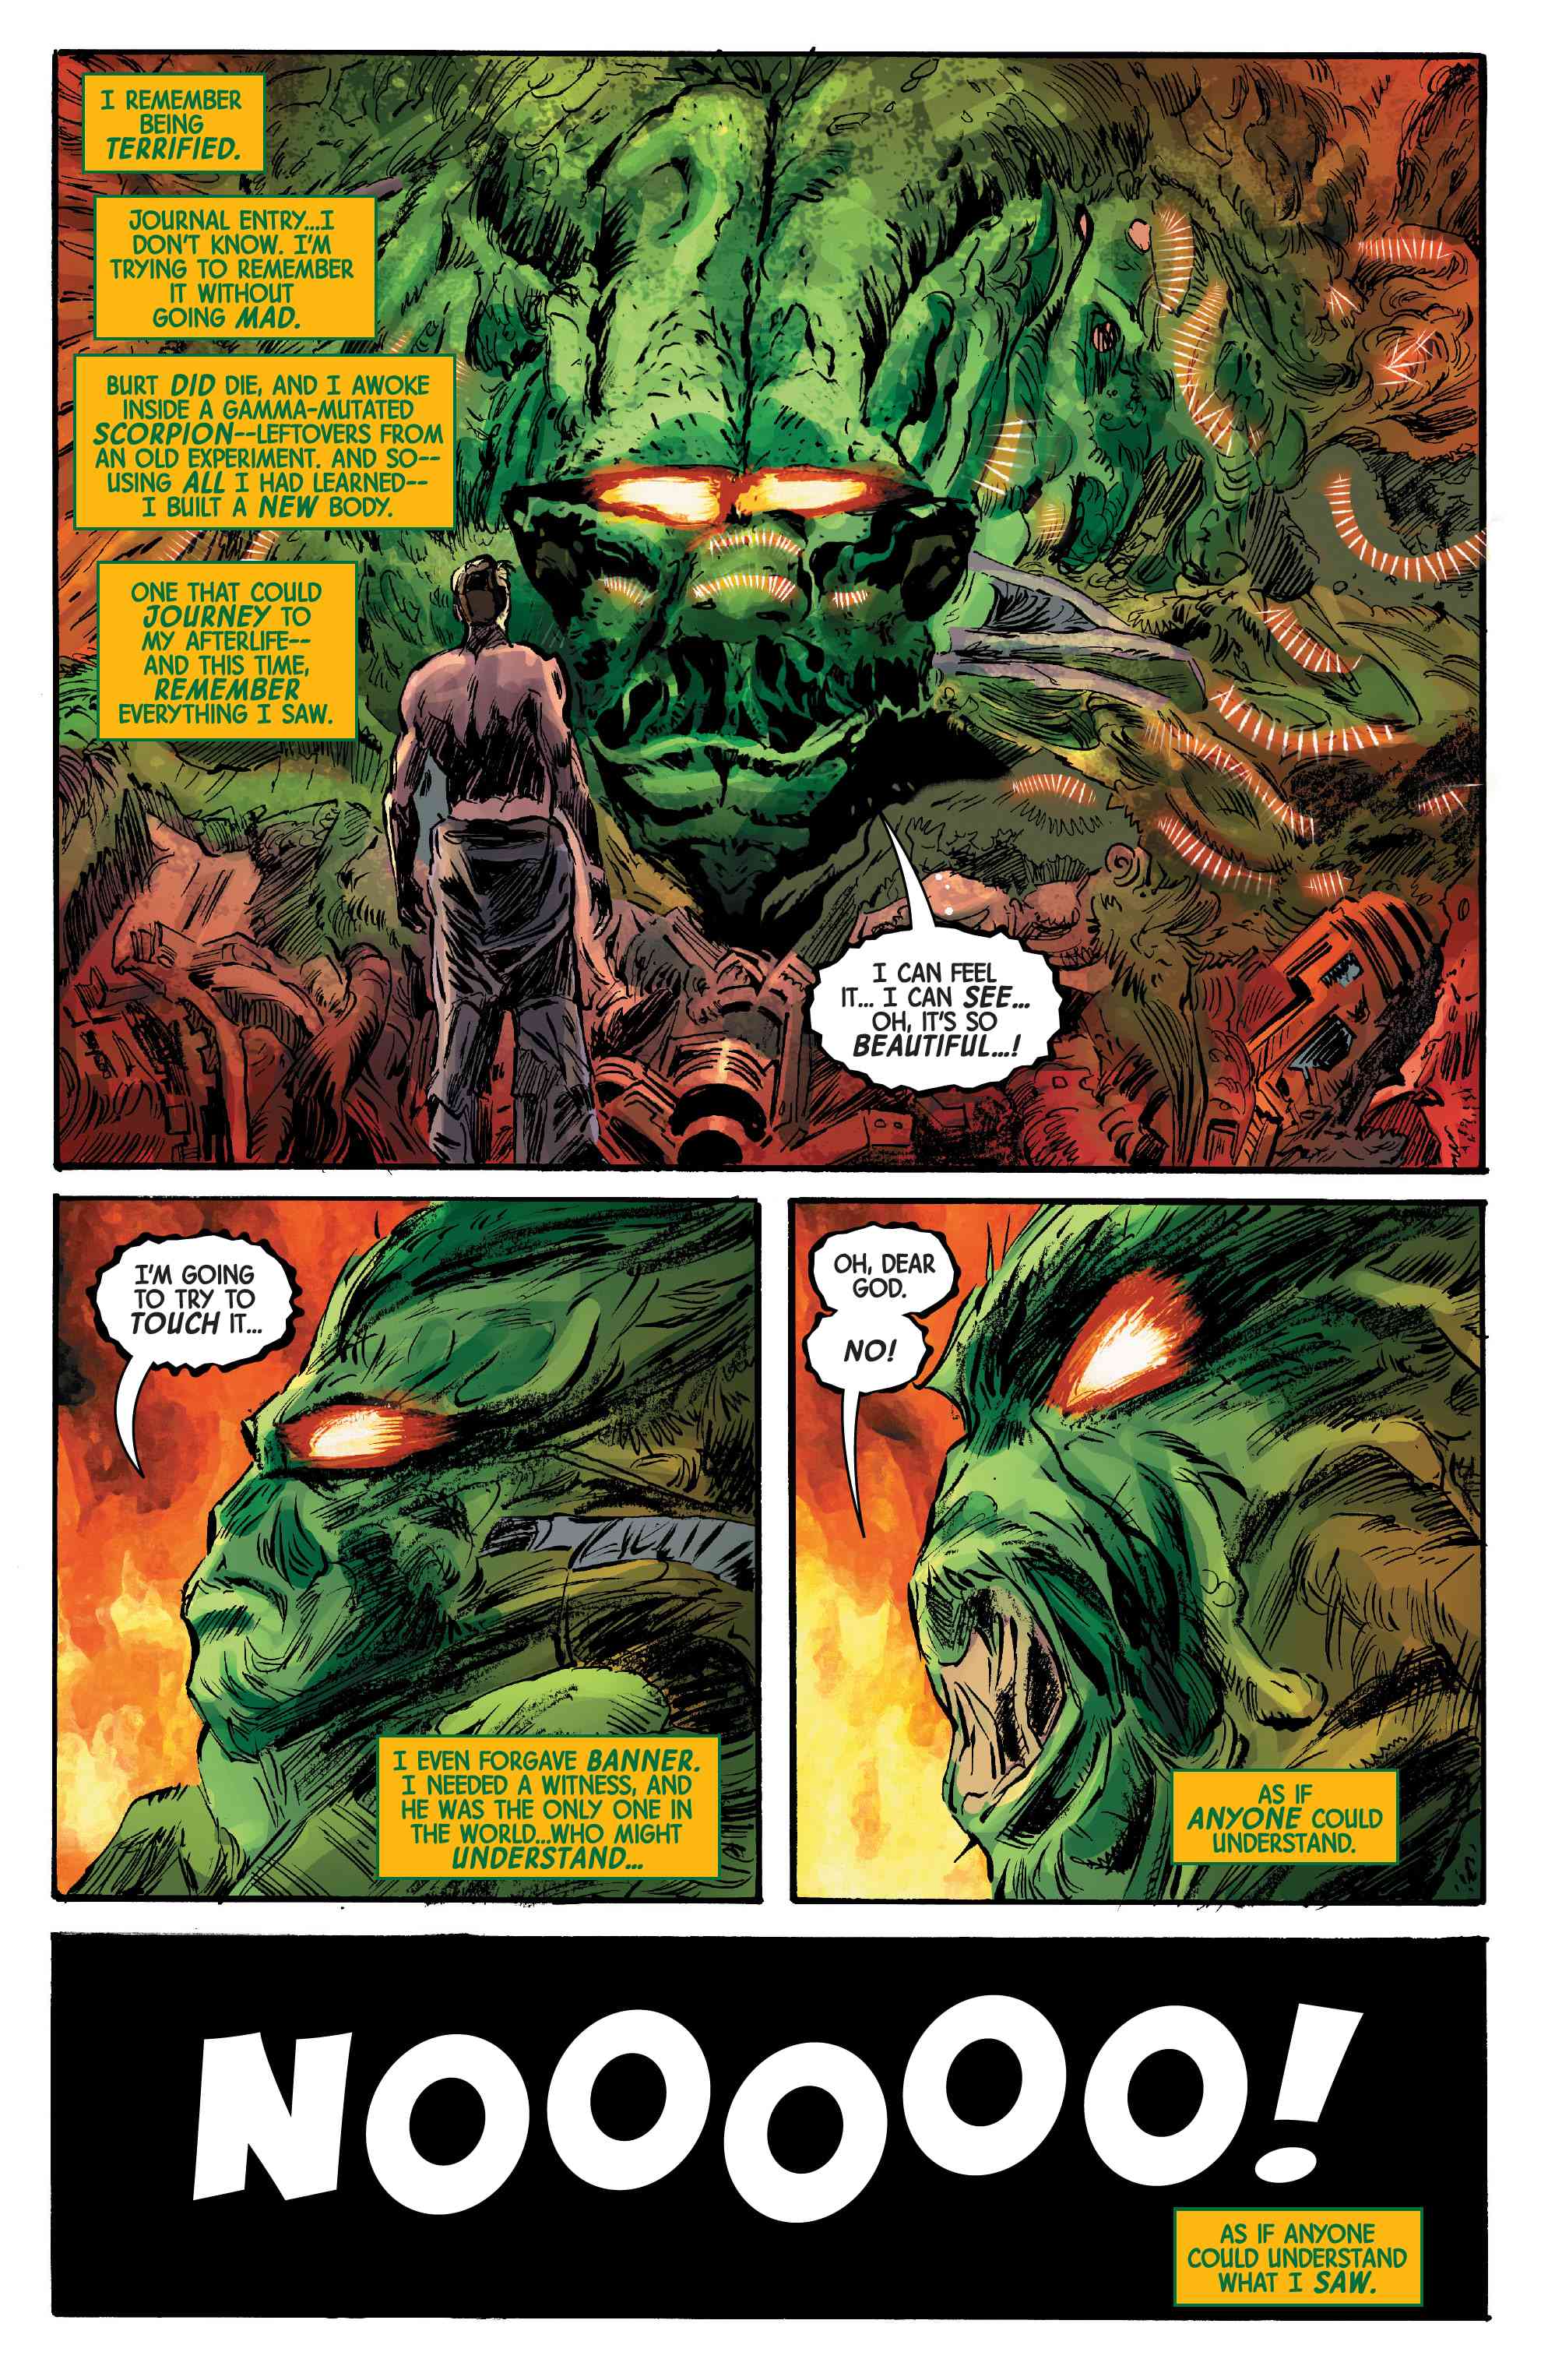 I REMEMBER
BEING
TERRIFIED.
JOURNAL ENTRY...I
DON'T KNOW. I'M
TRYING TO REMEMBER
IT WITHOUT
GOING MAD.
BURT DID DIE, AND I AWOKE
INSIDE A GAMMA-MUTATED
SCORPION--LEFTOVERS FROM
AN OLD EXPERIMENT. AND SO--
USING ALL I HAD LEARNED--
I BUILT A NEW BODY.
ONE THAT COULD
JOURNEY TO
MY AFTERLIFE--
AND THIS TIME,
REMEMBER
EVERYTHING I SAW.
I CAN FEEL
IT... I CAN SEE...
OH, IT'S SO
BEAUTIFUL...!
I'M GOING
TO TRY TO
TOUCH IT...
I EVEN FORGAVE BANNER.
I NEEDED A WITNESS, AND
HE WAS THE ONLY ONE IN
THE WORLD...WHO MIGHT
UNDERSTAND...
OH, DEAR
GOD.
NO!
AS IF
ANYONE COULD
UNDERSTAND.
NOOOOO!
AS IF ANYONE
COULD UNDERSTAND
WHAT I SAW.